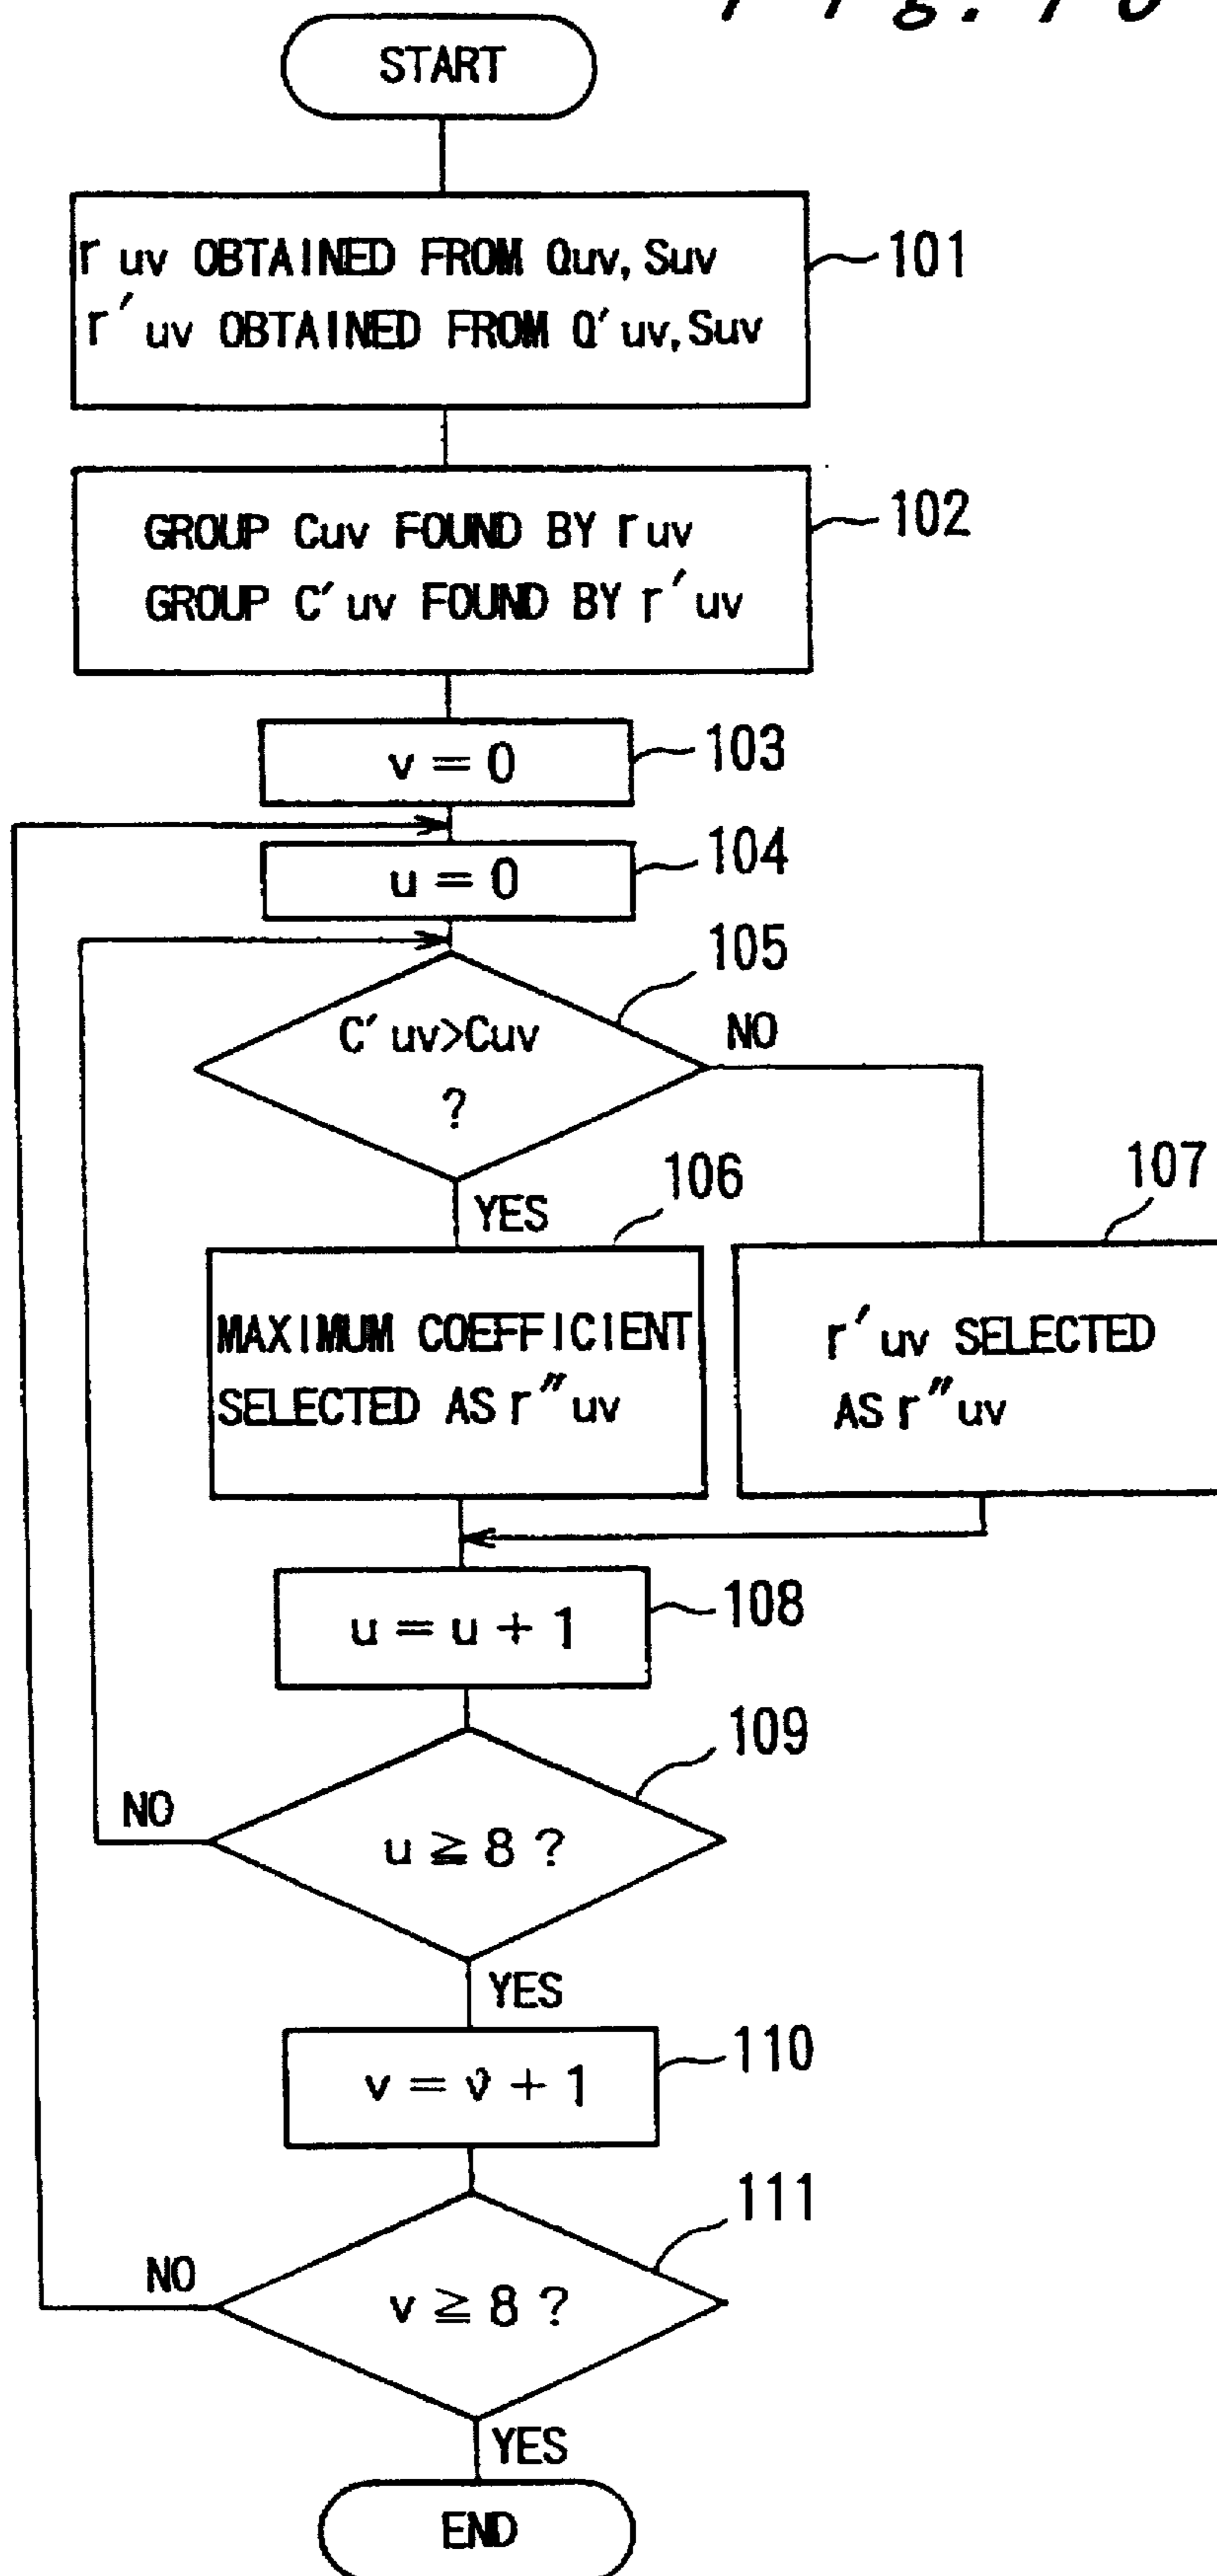 START
r uv OBTAINED FROM Quv, Suv
r′uv OBTAINED FROM Q′uv, Suv
101
GROUP Cuv FOUND BY ruv
GROUP C′uv FOUND BY r′uv
102
v = 0
103
u = 0
104
C′uv>Cuv
?
105
NO
YES
106
107
MAXIMUM COEFFICIENT
SELECTED AS r″uv
r′uv SELECTED
AS r″uv
u = u + 1
108
109
NO
u ≧ 8 ?
YES
v = v + 1
110
111
NO
v ≧ 8 ?
YES
END